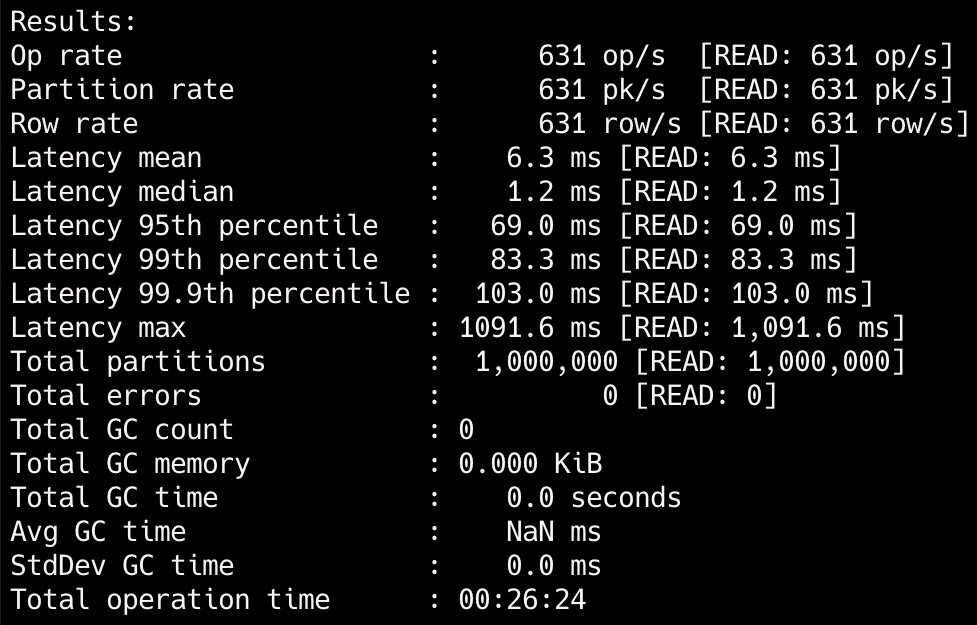 Results:
Op rate                   :      631 op/s  [READ: 631 op/s]
Partition rate            :      631 pk/s  [READ: 631 pk/s]
Row rate                  :      631 row/s [READ: 631 row/s]
Latency mean              :    6.3 ms [READ: 6.3 ms]
Latency median            :    1.2 ms [READ: 1.2 ms]
Latency 95th percentile   :   69.0 ms [READ: 69.0 ms]
Latency 99th percentile   :   83.3 ms [READ: 83.3 ms]
Latency 99.9th percentile :  103.0 ms [READ: 103.0 ms]
Latency max               : 1091.6 ms [READ: 1,091.6 ms]
Total partitions          :  1,000,000 [READ: 1,000,000]
Total errors              :          0 [READ: 0]
Total GC count            : 0
Total GC memory           : 0.000 KiB
Total GC time             :    0.0 seconds
Avg GC time               :    NaN ms
StdDev GC time            :    0.0 ms
Total operation time      : 00:26:24